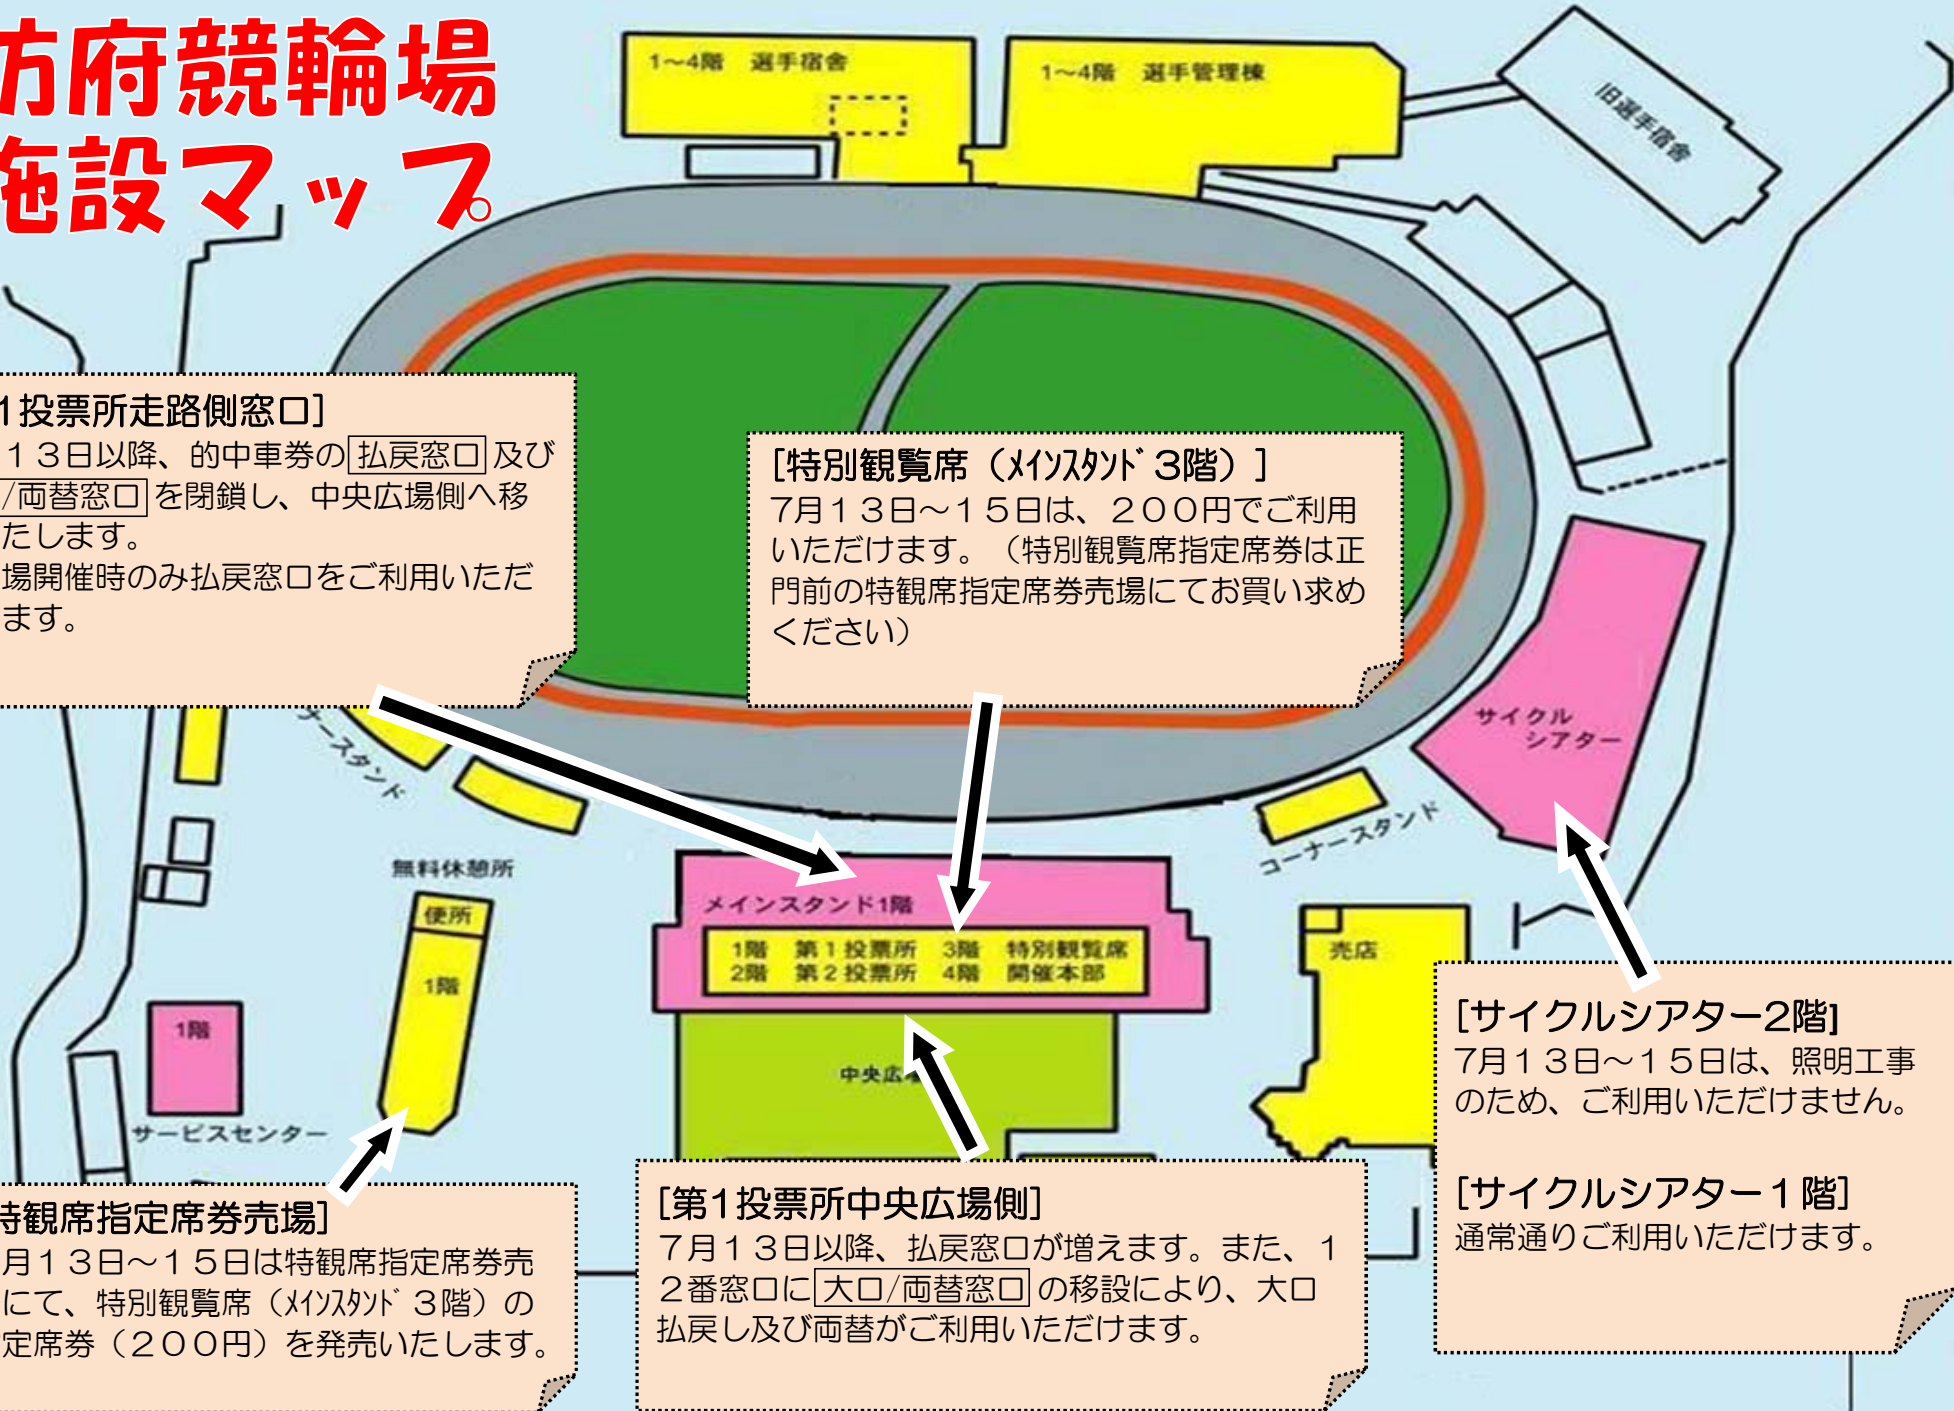 防府競輪場
施設マップ
1～4階 選手宿舎
1～4階 選手管理棟
旧選手宿舎
1投票所走路側窓口]
１３日以降、的中車券の払戻窓口及び
/両替窓口を閉鎖し、中央広場側へ移
たします。
場開催時のみ払戻窓口をご利用いただ
ます。
[特別観覧席（ﾒｲﾝｽﾀﾝﾄﾞ３階）]
7月１３日～１５日は、２００円でご利用
いただけます。（特別観覧席指定席券は正
門前の特観席指定席券売場にてお買い求め
ください）
サイクル
シアター
ナースタンド
コーナースタンド
無料休憩所
便所
1階
メインスタンド1階
1階 第1投票所 3階 特別観覧席
2階 第2投票所 4階 開催本部
売店
1階
サービスセンター
中央広
[サイクルシアター2階]
7月１３日～１５日は、照明工事
のため、ご利用いただけません。
[サイクルシアター１階]
通常通りご利用いただけます。
特観席指定席券売場]
月１３日～１５日は特観席指定席券売
にて、特別観覧席（ﾒｲﾝｽﾀﾝﾄﾞ３階）の
定席券（２００円）を発売いたします。
[第1投票所中央広場側]
７月１３日以降、払戻窓口が増えます。また、１
２番窓口に大口/両替窓口の移設により、大口
払戻し及び両替がご利用いただけます。